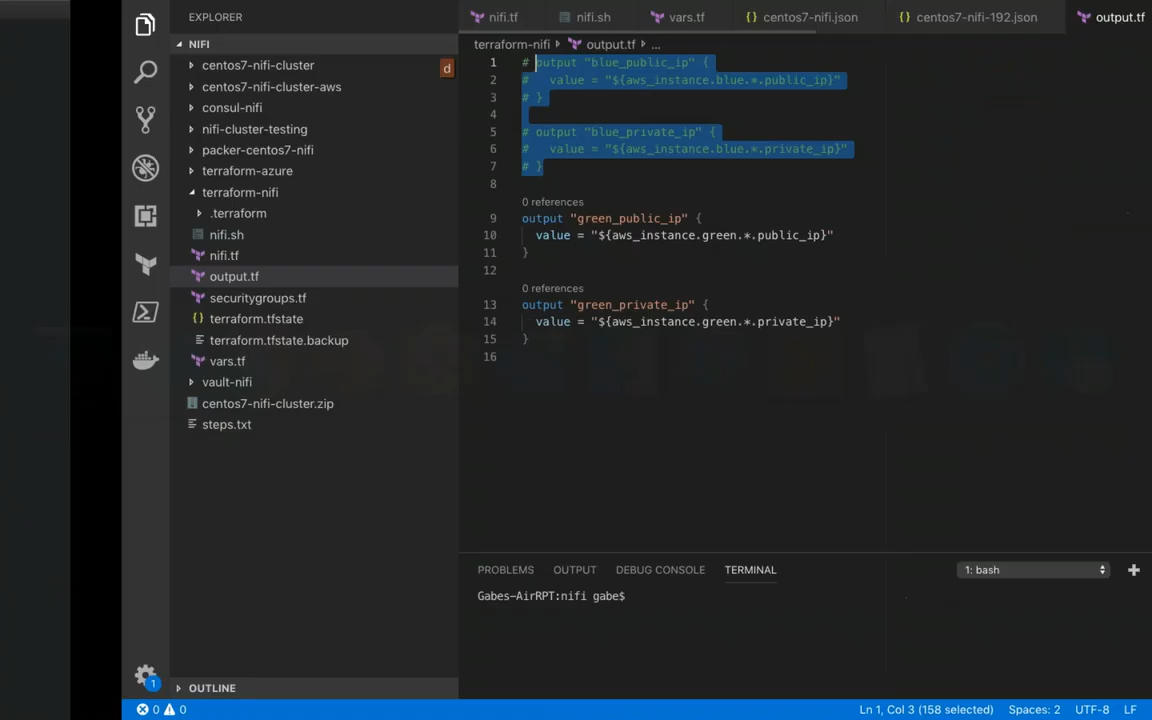 EXPLORER
NIFI
centos7-nifi-cluster
d
centos7-nifi-cluster-aws
consul-nifi
nifi-cluster-testing
packer-centos7-nifi
terraform-azure
terraform-nifi
.terraform
nifi.sh
nifi.tf
output.tf
securitygroups.tf
{} terraform.tfstate
terraform.tfstate.backup
vars.tf
vault-nifi
centos7-nifi-cluster.zip
steps.txt
OUTLINE
1
nifi.tf nifi.sh vars.tf {} centos7-nifi.json {} centos7-nifi-192.json output.tf
terraform-nifi output.tf ...
1 # output "blue_public_ip" {
2 #   value = "${aws_instance.blue.*.public_ip}"
3 # }
4
5 # output "blue_private_ip" {
6 #   value = "${aws_instance.blue.*.private_ip}"
7 # }
8
0 references
9 output "green_public_ip" {
10   value = "${aws_instance.green.*.public_ip}"
11 }
12
0 references
13 output "green_private_ip" {
14   value = "${aws_instance.green.*.private_ip}"
15 }
16
PROBLEMS OUTPUT DEBUG CONSOLE TERMINAL 1: bash
Gabes-AirRPT:nifi gabe$
0 0 Ln 1, Col 3 (158 selected) Spaces: 2 UTF-8 LF